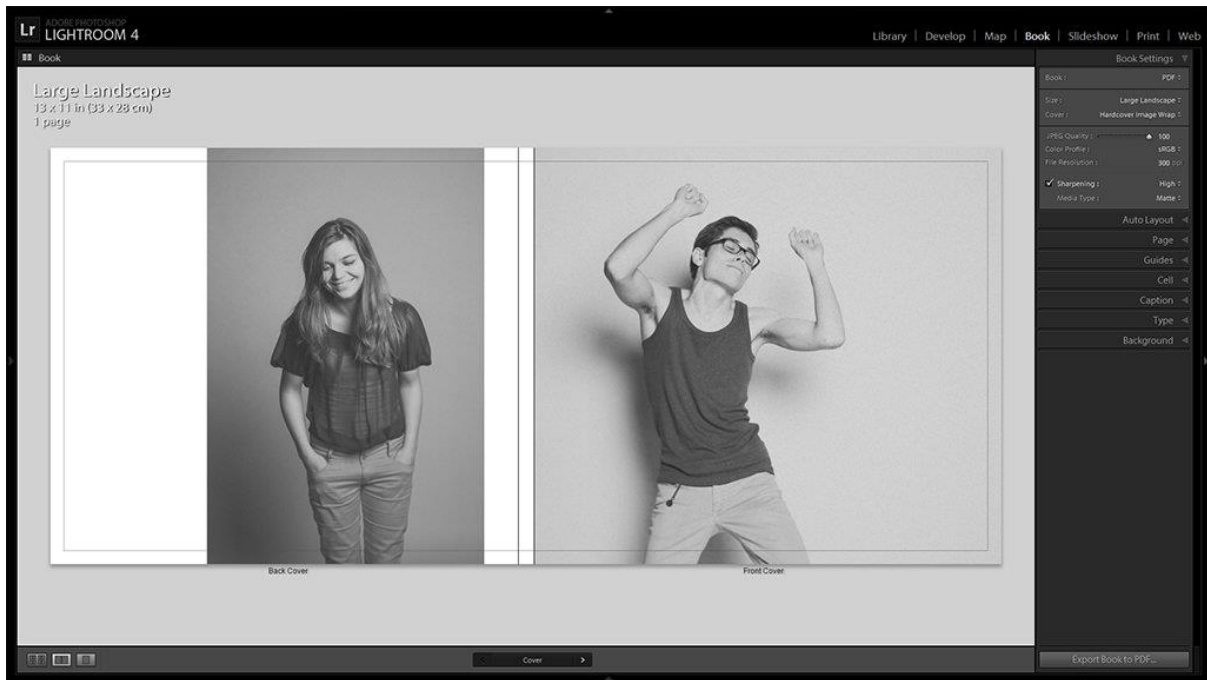 Lr ADOBE PHOTOSHOP
LIGHTROOM 4
Library | Develop | Map | Book | Slideshow | Print | Web
Book
Large Landscape
13 x 11 in (33 x 28 cm)
1 page
Back Cover
Front Cover
Cover
Book Settings
Book : PDF
Size : Large Landscape
Cover : Hardcover Image Wrap
JPEG Quality : 100
Color Profile : sRGB
File Resolution : 300 ppi
Sharpening : High
Media Type : Matte
Auto Layout
Page
Guides
Cell
Caption
Type
Background
Export Book to PDF...